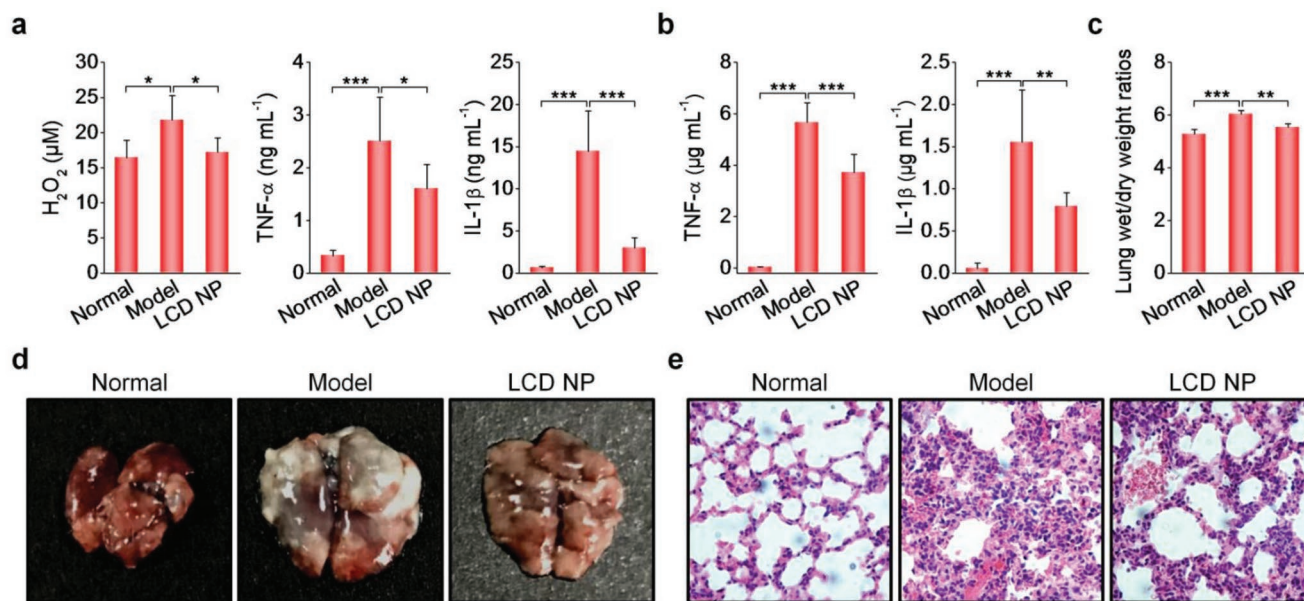 a
H₂O₂ (μM)
30
25
20
15
10
5
0
* *
Normal
Model
LCD NP
TNF-α (ng mL⁻¹)
4
3
2
1
0
*** *
Normal
Model
LCD NP
IL-1β (ng mL⁻¹)
25
20
15
10
5
0
*** ***
Normal
Model
LCD NP
b
TNF-α (μg mL⁻¹)
8
6
4
2
0
*** ***
Normal
Model
LCD NP
IL-1β (μg mL⁻¹)
2.5
2.0
1.5
1.0
0.5
0.0
*** **
Normal
Model
LCD NP
c
Lung wet/dry weight ratios
8
6
4
2
0
*** **
Normal
Model
LCD NP
d
Normal Model LCD NP
e
Normal Model LCD NP